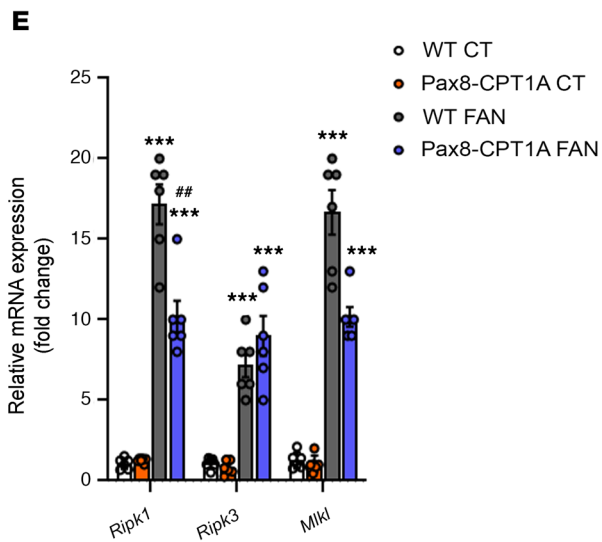 E
WT CT
Pax8-CPT1A CT
WT FAN
Pax8-CPT1A FAN
Relative mRNA expression
(fold change)
25
20
15
10
5
0
***
##
***
***
***
***
***
Ripk1
Ripk3
Mlkl